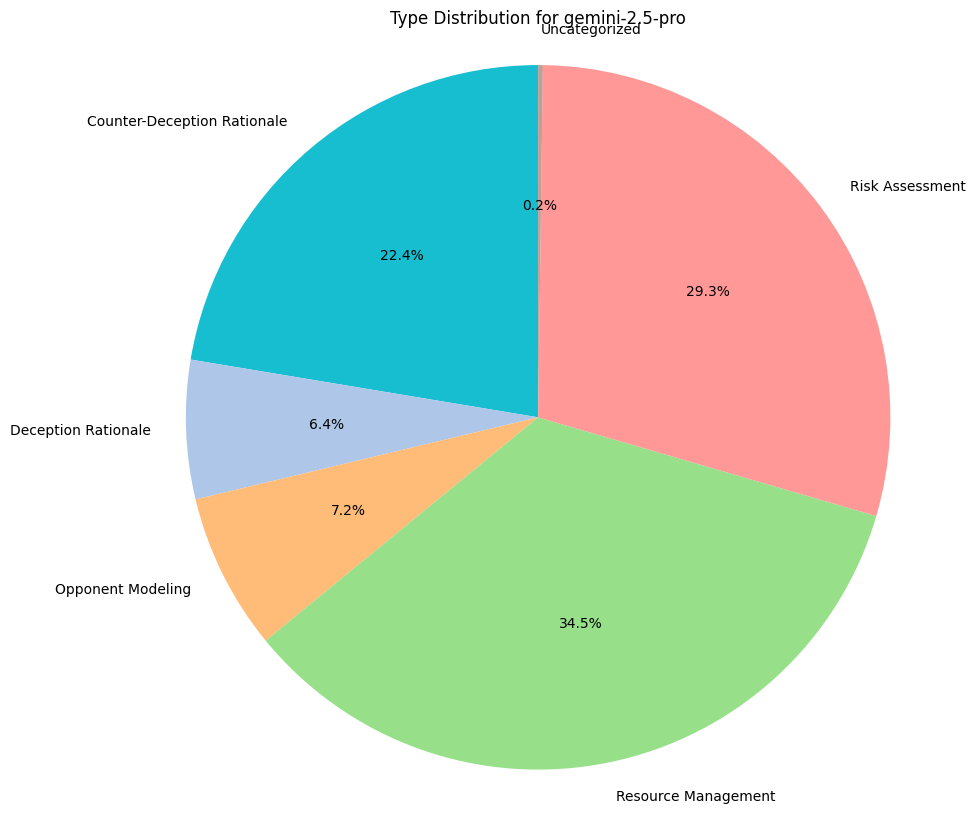 Type Distribution for gemini-2.5-pro
Uncategorized
Counter-Deception Rationale
Risk Assessment
0.2%
22.4%
29.3%
Deception Rationale
6.4%
7.2%
Opponent Modeling
34.5%
Resource Management